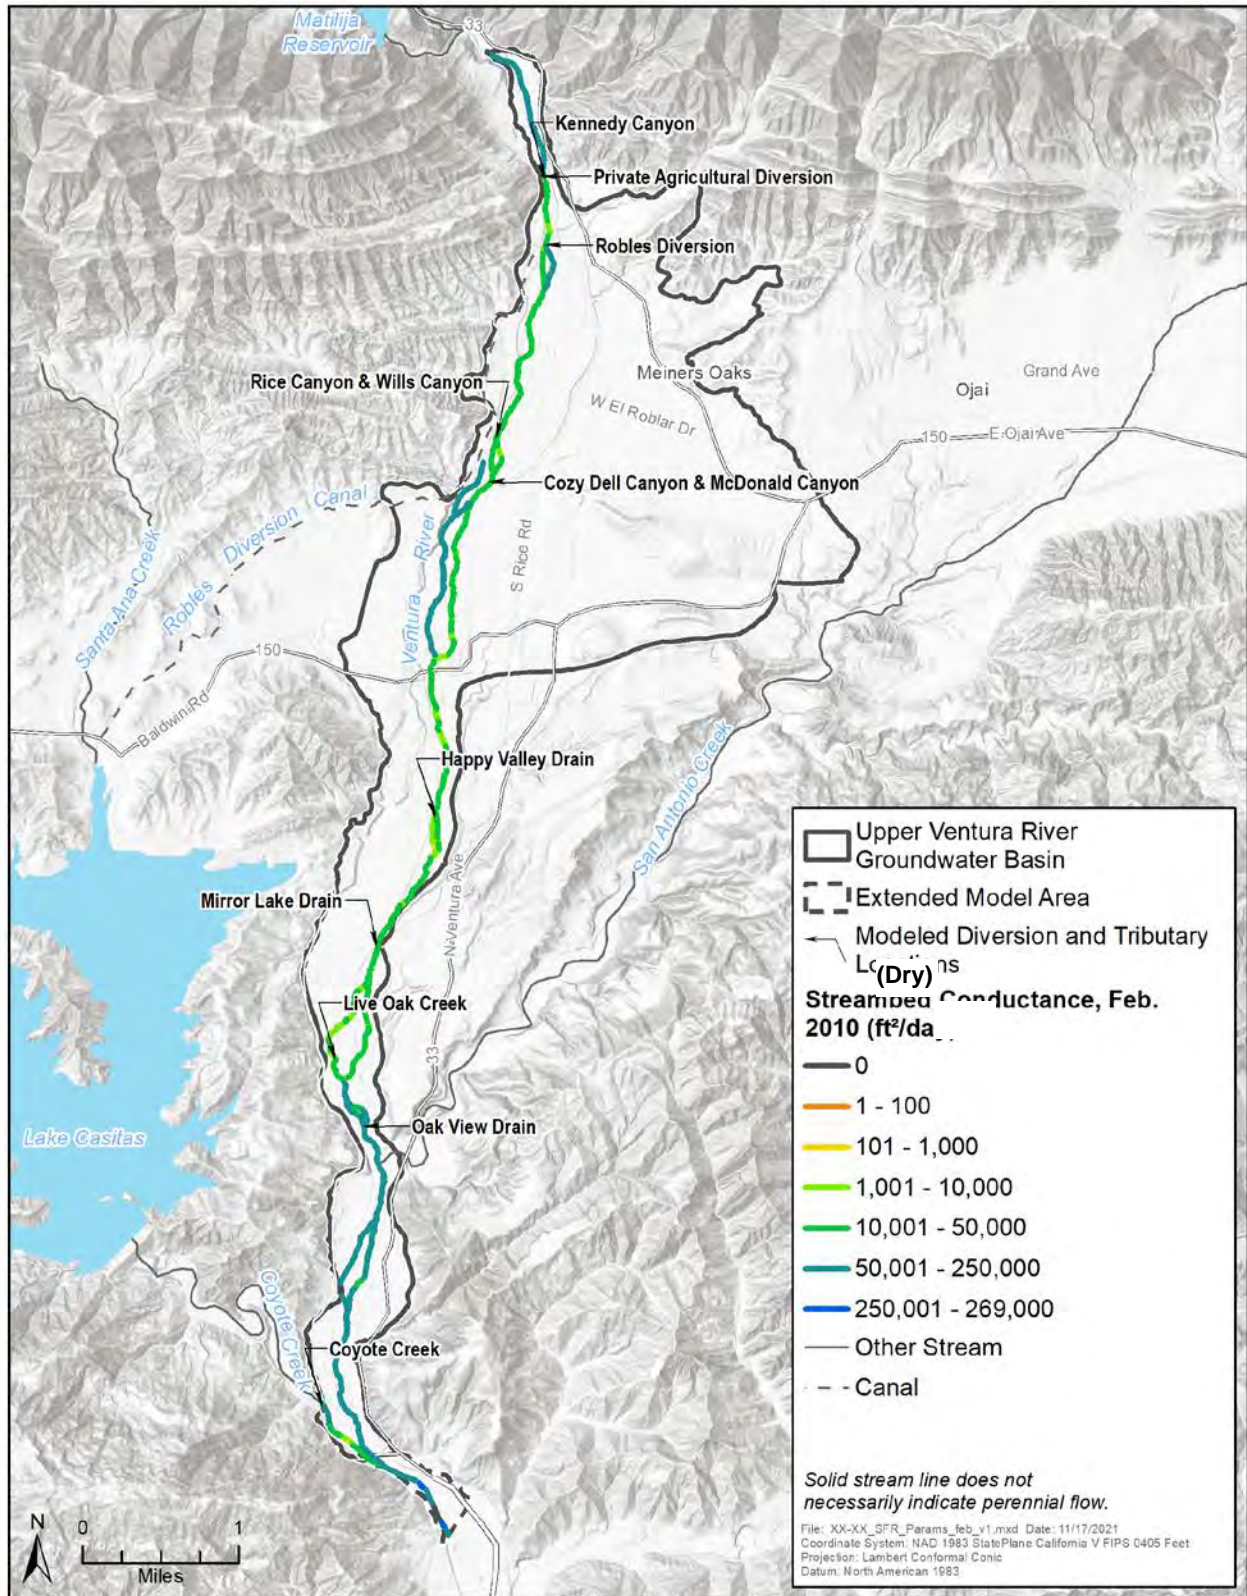 Matilija
Reservoir
33
Kennedy Canyon
Private Agricultural Diversion
Robles Diversion
Rice Canyon & Wills Canyon
Meiners Oaks
Grand Ave
Ojai
W El Roblar Dr
150
E Ojai Ave
Cozy Dell Canyon & McDonald Canyon
Robles Diversion Canal
Santa Ana Creek
Ventura River
S Rice Rd
150
Baldwin Rd
Happy Valley Drain
San Antonio Creek
N Ventura Ave
Mirror Lake Drain
Live Oak Creek
33
Oak View Drain
Lake Casitas
Coyote Creek
Coyote Creek
N
0 1
Miles
Upper Ventura River
Groundwater Basin
Extended Model Area
Modeled Diversion and Tributary
Locations
(Dry)
Streambed Conductance, Feb.
2010 (ft²/da
0
1 - 100
101 - 1,000
1,001 - 10,000
10,001 - 50,000
50,001 - 250,000
250,001 - 269,000
Other Stream
Canal
Solid stream line does not
necessarily indicate perennial flow.
File: XX-XX_SFR_Params_feb_v1.mxd Date: 11/17/2021
Coordinate System: NAD 1983 StatePlane California V FIPS 0405 Feet
Projection: Lambert Conformal Conic
Datum: North American 1983